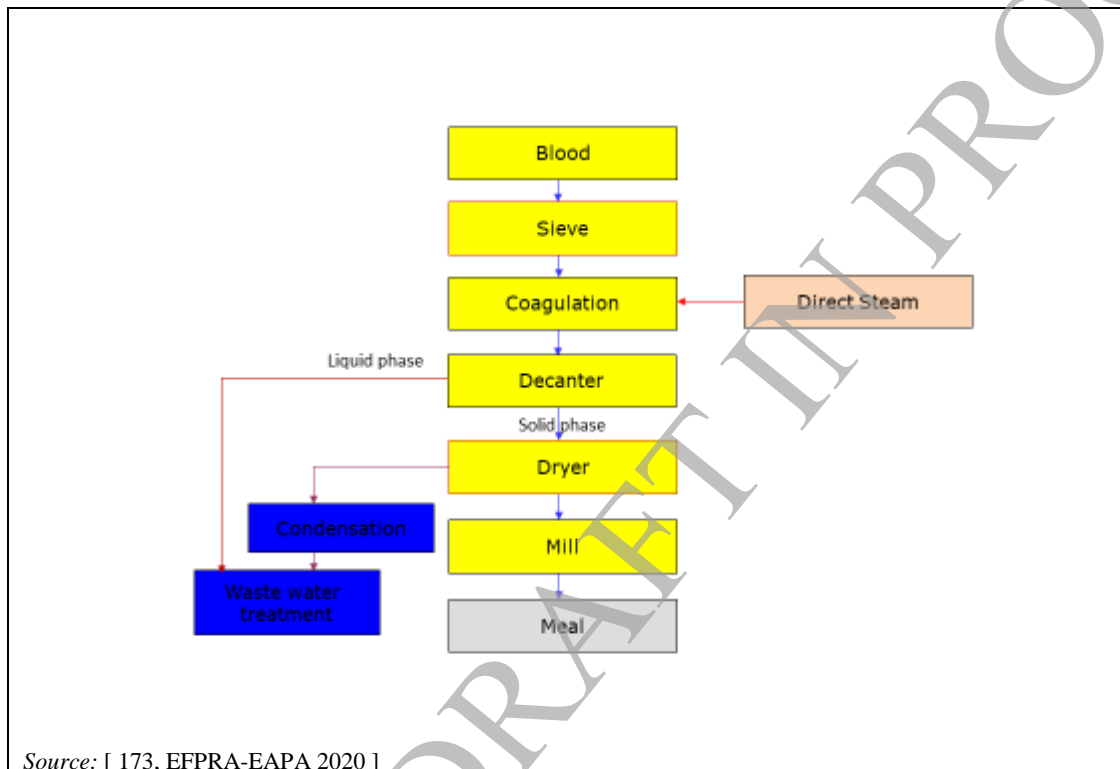 Blood
Sieve
Coagulation
Direct Steam
Liquid phase
Decanter
Solid phase
Dryer
Condensation
Mill
Waste water
treatment
Meal
Source: [ 173, EFPRA-EAPA 2020 ]
DRAFT IN PRO